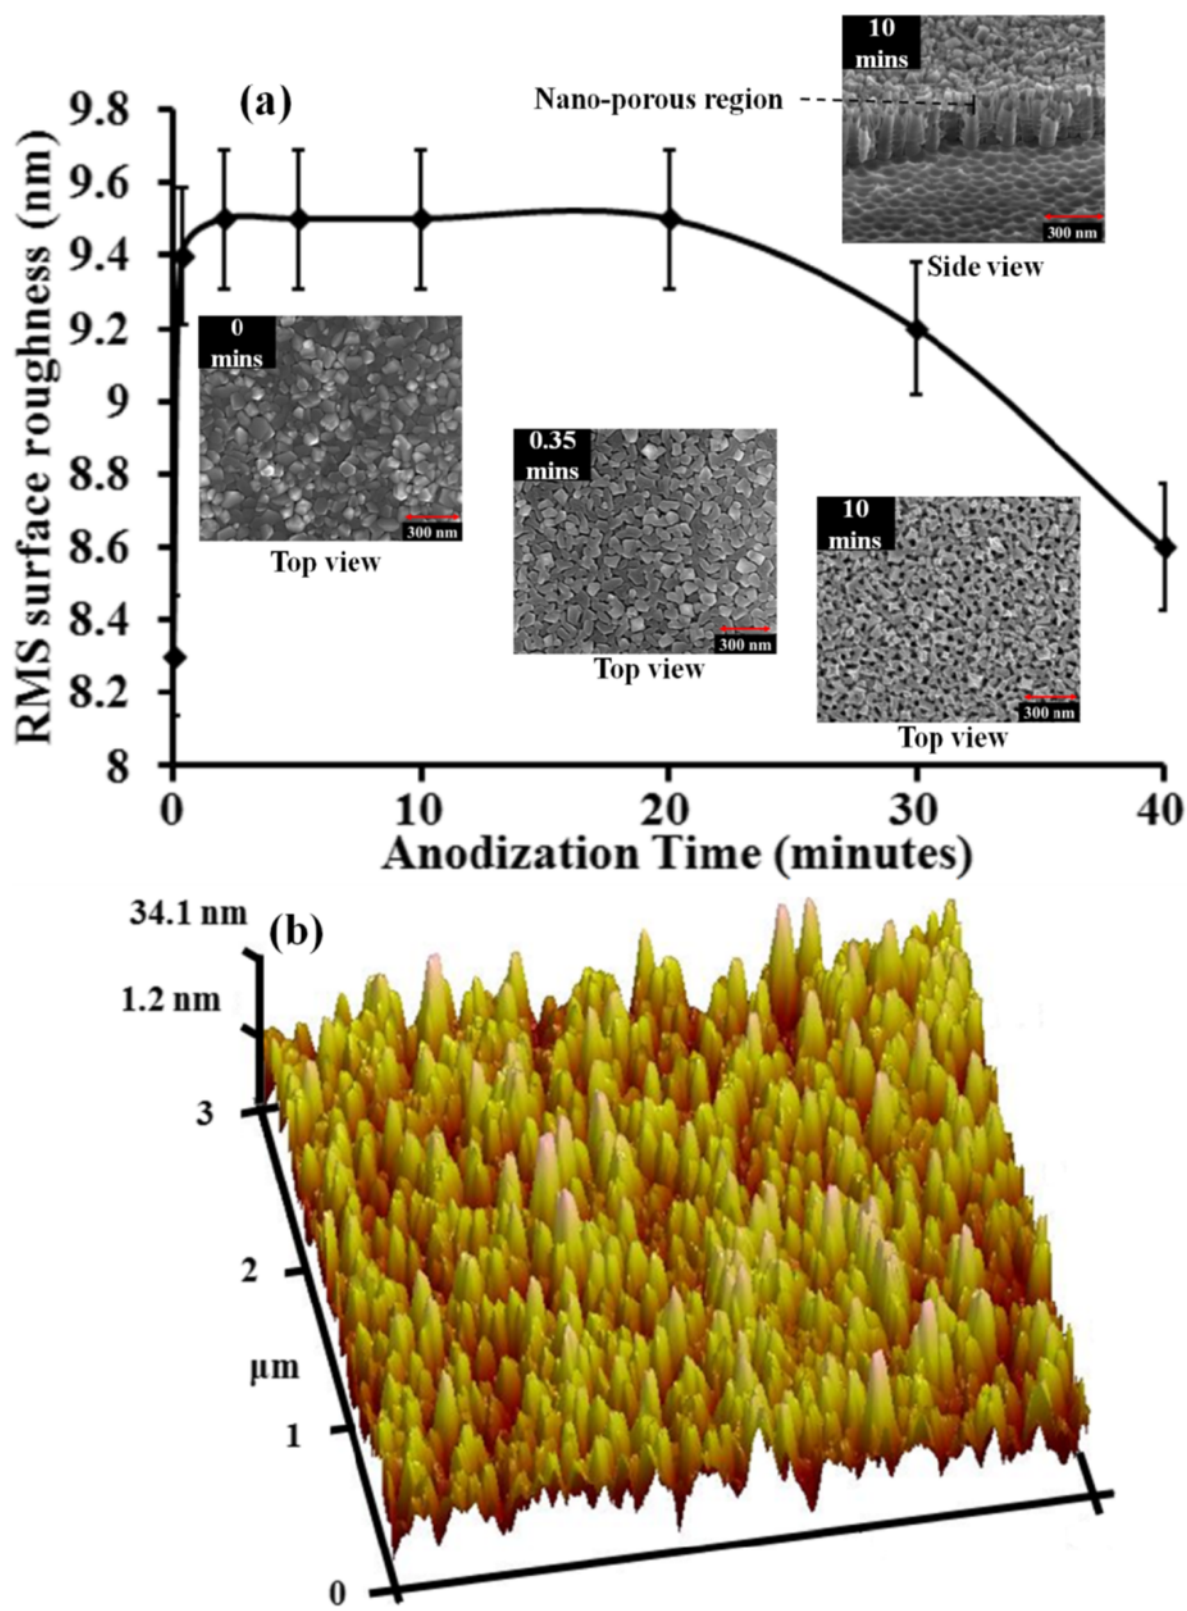 (a)
RMS surface roughness (nm)
9.8
9.6
9.4
9.2
9
8.8
8.6
8.4
8.2
8
0
10
20
30
40
Anodization Time (minutes)
Nano-porous region
10
mins
300 nm
Side view
0
mins
300 nm
Top view
0.35
mins
300 nm
Top view
10
mins
300 nm
Top view
(b)
34.1 nm
1.2 nm
3
2
µm
1
0